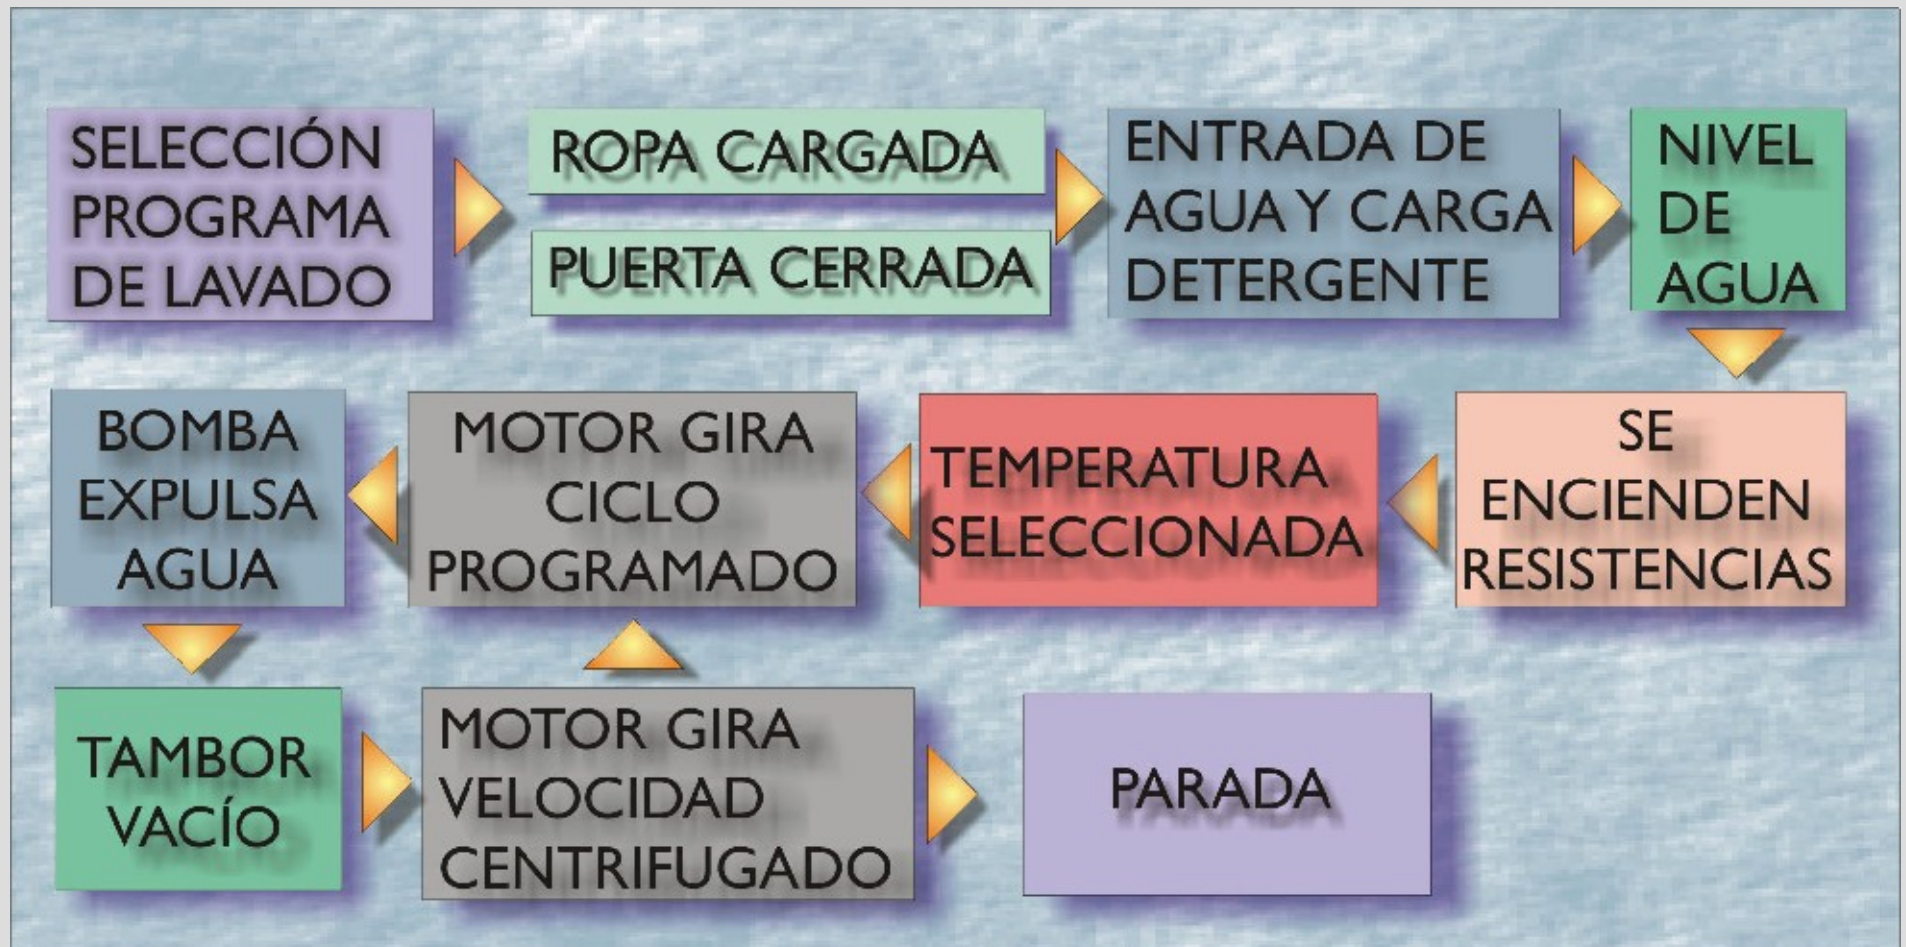 SELECCIÓN
PROGRAMA
DE LAVADO
ROPA CARGADA
PUERTA CERRADA
ENTRADA DE
AGUA Y CARGA
DETERGENTE
NIVEL
DE
AGUA
SE
ENCIENDEN
RESISTENCIAS
TEMPERATURA
SELECCIONADA
MOTOR GIRA
CICLO
PROGRAMADO
BOMBA
EXPULSA
AGUA
TAMBOR
VACÍO
MOTOR GIRA
VELOCIDAD
CENTRIFUGADO
PARADA